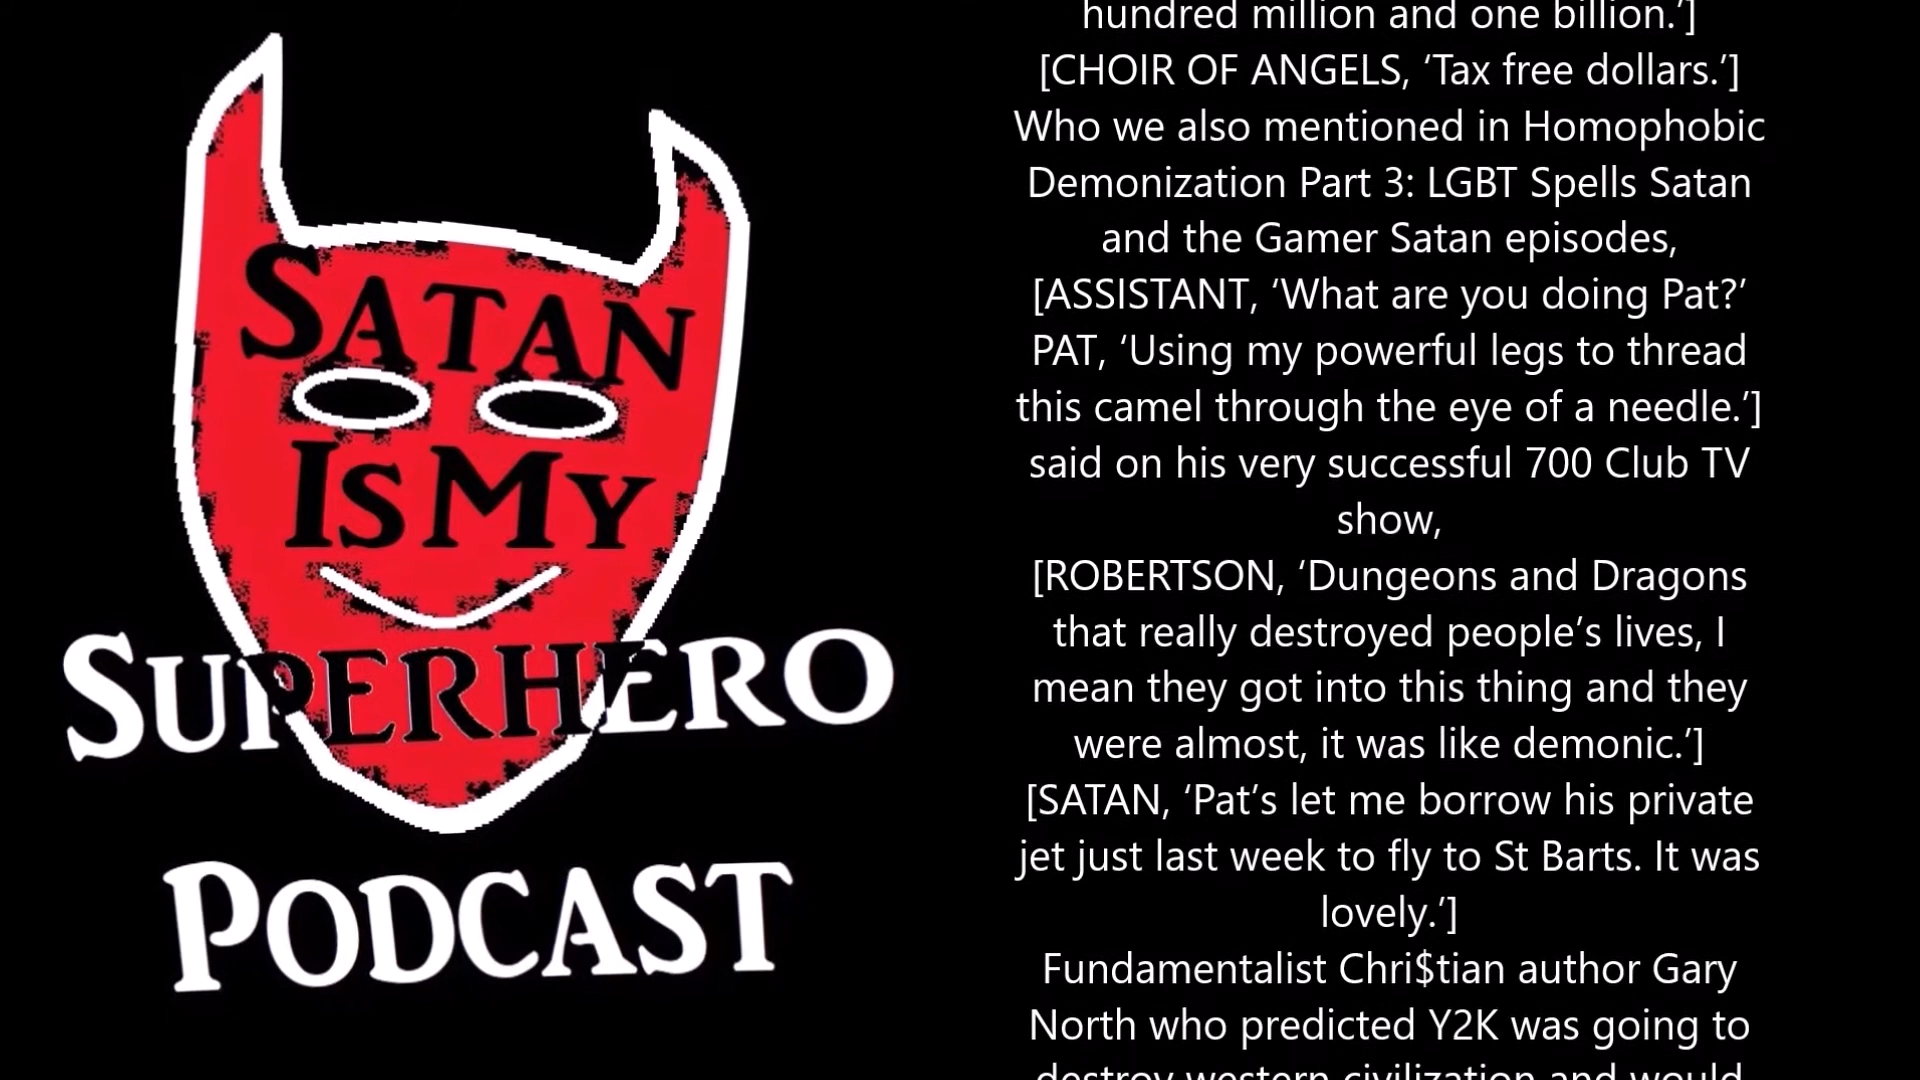 SATAN
IS MY
SUPERHERO
PODCAST
hundred million and one billion.’]
[CHOIR OF ANGELS, ‘Tax free dollars.’]
Who we also mentioned in Homophobic
Demonization Part 3: LGBT Spells Satan
and the Gamer Satan episodes,
[ASSISTANT, ‘What are you doing Pat?’
PAT, ‘Using my powerful legs to thread
this camel through the eye of a needle.’]
said on his very successful 700 Club TV
show,
[ROBERTSON, ‘Dungeons and Dragons
that really destroyed people’s lives, I
mean they got into this thing and they
were almost, it was like demonic.’]
[SATAN, ‘Pat’s let me borrow his private
jet just last week to fly to St Barts. It was
lovely.’]
Fundamentalist Chri$tian author Gary
North who predicted Y2K was going to
destroy western civilization and would